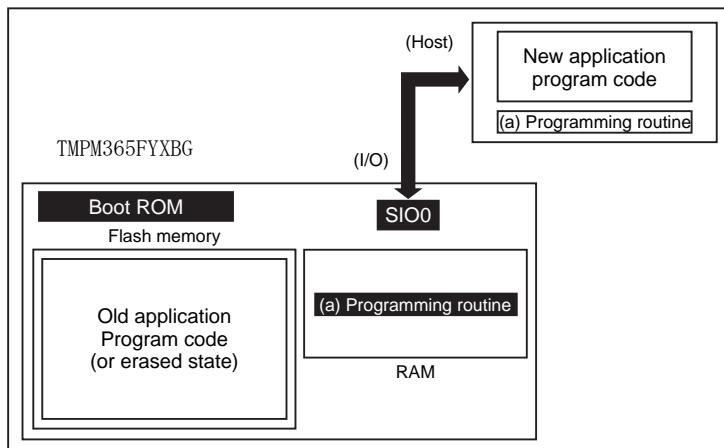 (Host)
New application
program code
(a) Programming routine
TMPM365FYXBG
(I/O)
Boot ROM
SIO0
Flash memory
Old application
Program code
(or erased state)
(a) Programming routine
RAM